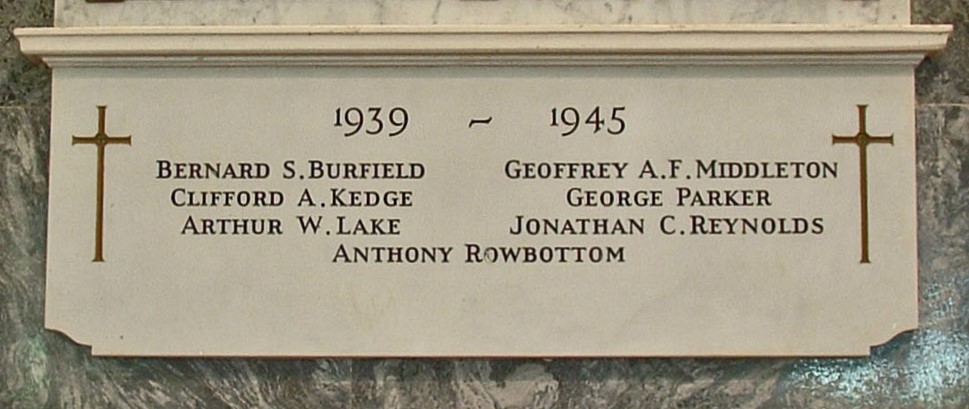 1939 ~ 1945
BERNARD S. BURFIELD GEOFFREY A.F. MIDDLETON
CLIFFORD A. KEDGE GEORGE PARKER
ARTHUR W. LAKE JONATHAN C. REYNOLDS
ANTHONY ROWBOTTOM